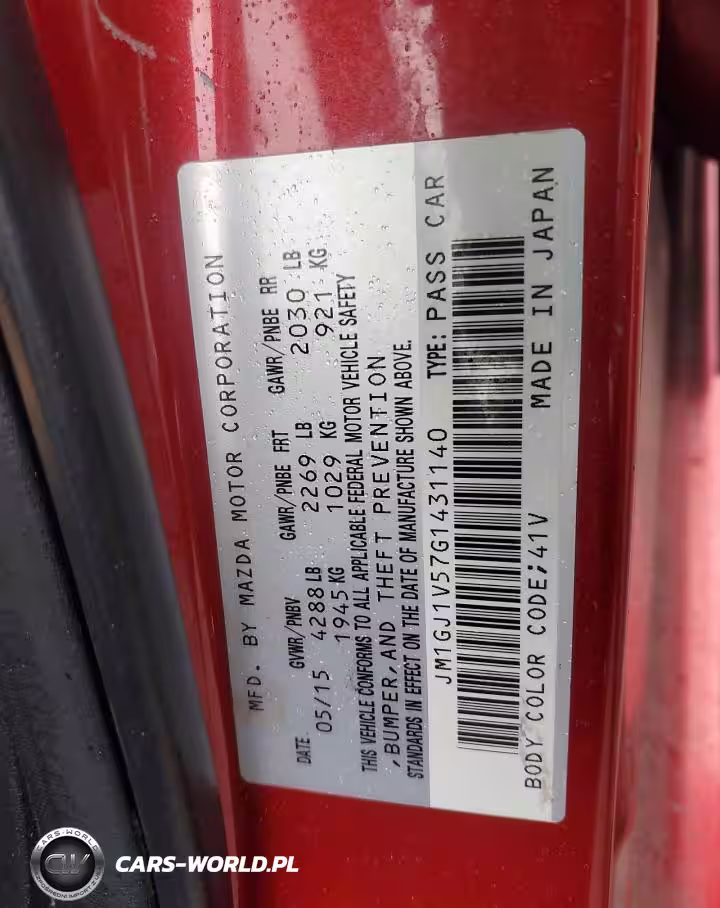 MFD. BY MAZDA MOTOR CORPORATION
DATE GVWR/PNBV GAWR/PNBE FRT GAWR/PNBE RR
05/15 4288 LB 2269 LB 2030 LB
1945 KG 1029 KG 921 KG
THIS VEHICLE CONFORMS TO ALL APPLICABLE FEDERAL MOTOR VEHICLE SAFETY
,BUMPER,AND THEFT PREVENTION
STANDARDS IN EFFECT ON THE DATE OF MANUFACTURE SHOWN ABOVE.
JM1GJ1V57G1431140 TYPE: PASS CAR
BODY COLOR CODE;41V MADE IN JAPAN
CARS-WORLD
CW
CARS-WORLD.PL